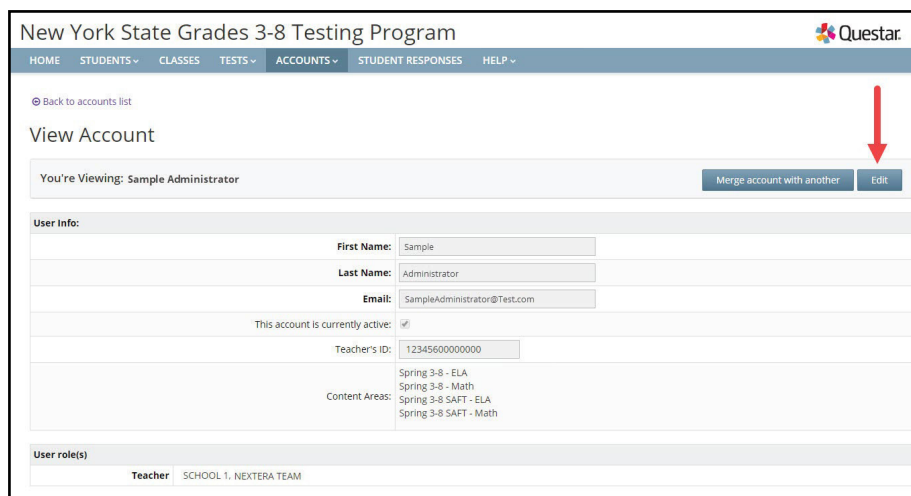 New York State Grades 3-8 Testing Program
Questar.
HOME STUDENTS CLASSES TESTS ACCOUNTS STUDENT RESPONSES HELP
Back to accounts list
View Account
You're Viewing: Sample Administrator
Merge account with another Edit
User Info:
First Name: Sample
Last Name: Administrator
Email: SampleAdministrator@Test.com
This account is currently active:
Teacher's ID: 12345600000000
Content Areas: Spring 3-8 - ELA
Spring 3-8 - Math
Spring 3-8 SAFT - ELA
Spring 3-8 SAFT - Math
User role(s)
Teacher SCHOOL 1, NEXTERA TEAM